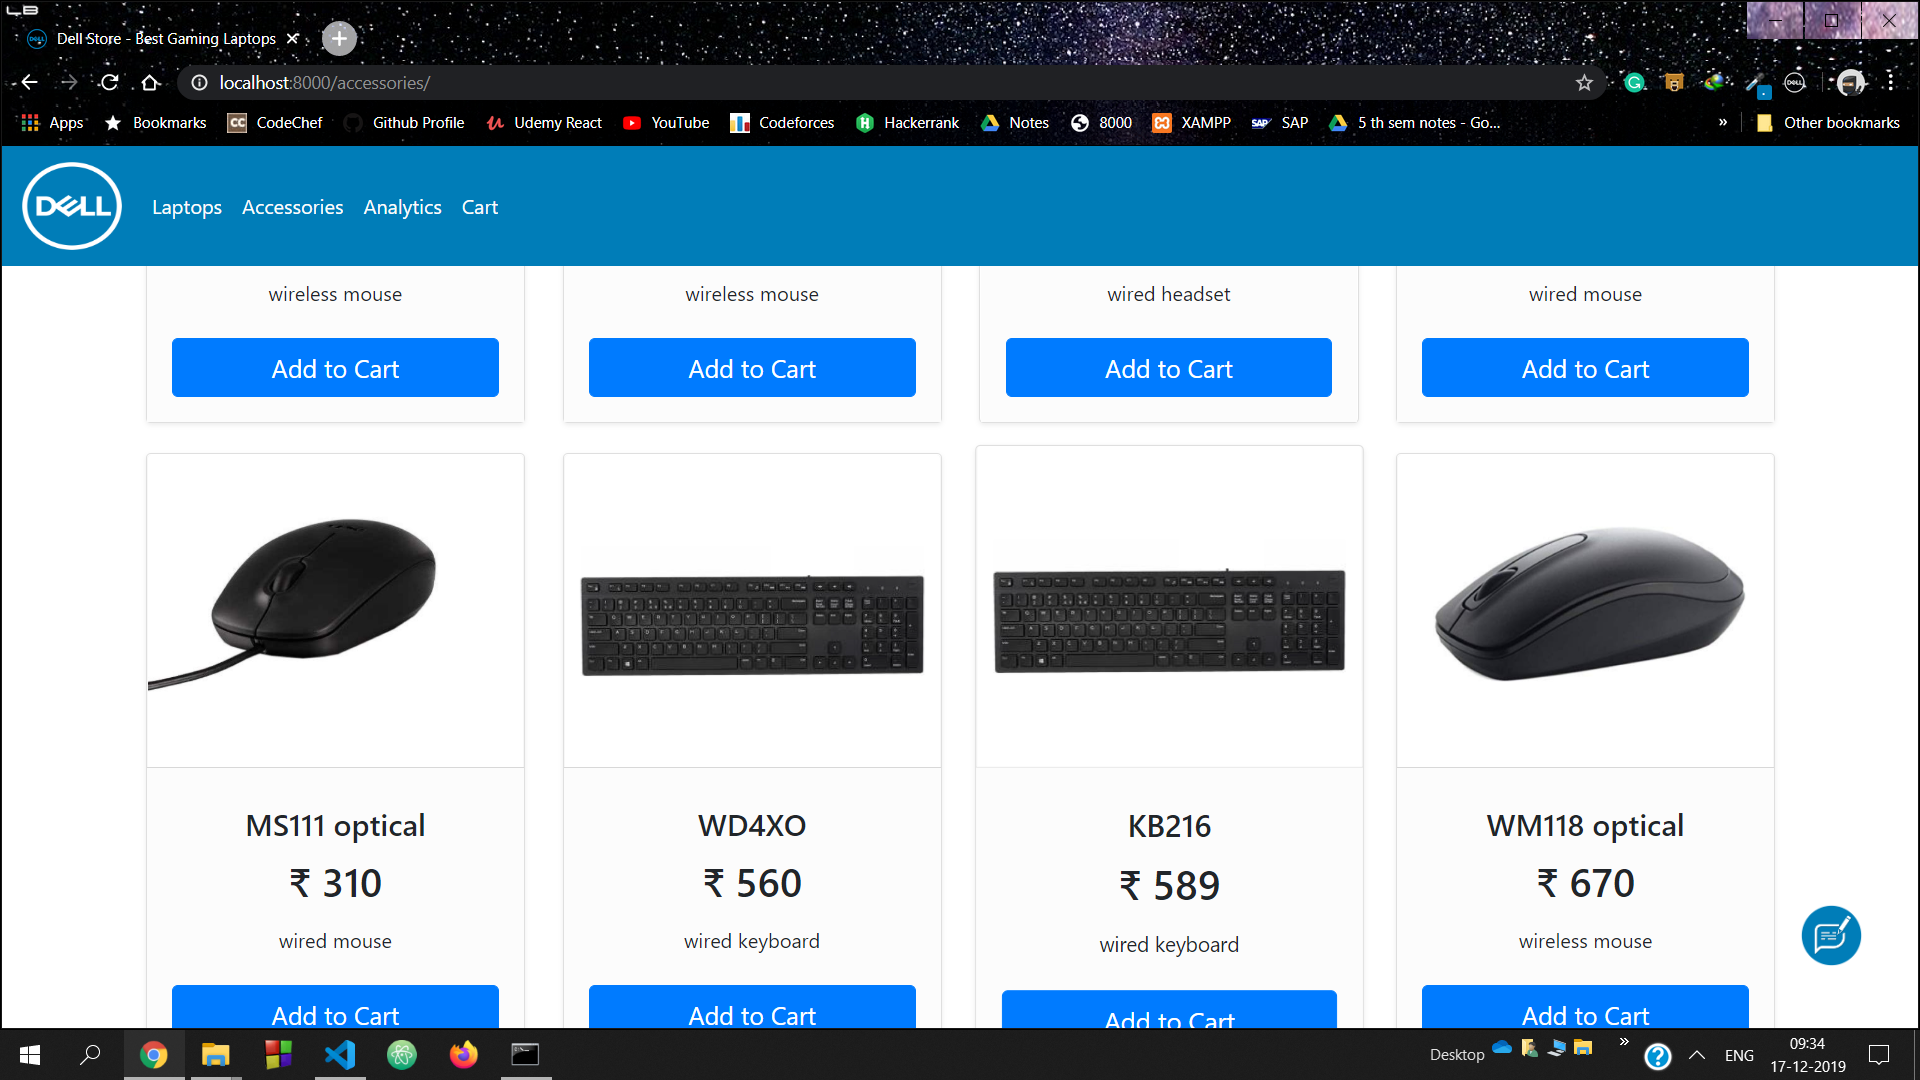 LB
Dell Store - Best Gaming Laptops
localhost:8000/accessories/
Apps Bookmarks CodeChef Github Profile Udemy React YouTube Codeforces Hackerrank Notes 8000 XAMPP SAP 5 th sem notes - Go... » Other bookmarks
DELL Laptops Accessories Analytics Cart
wireless mouse wireless mouse wired headset wired mouse
Add to Cart Add to Cart Add to Cart Add to Cart
MS111 optical WD4XO KB216 WM118 optical
₹ 310 ₹ 560 ₹ 589 ₹ 670
wired mouse wired keyboard wired keyboard wireless mouse
Add to Cart Add to Cart Add to Cart Add to Cart
Desktop » ENG 09:34
17-12-2019